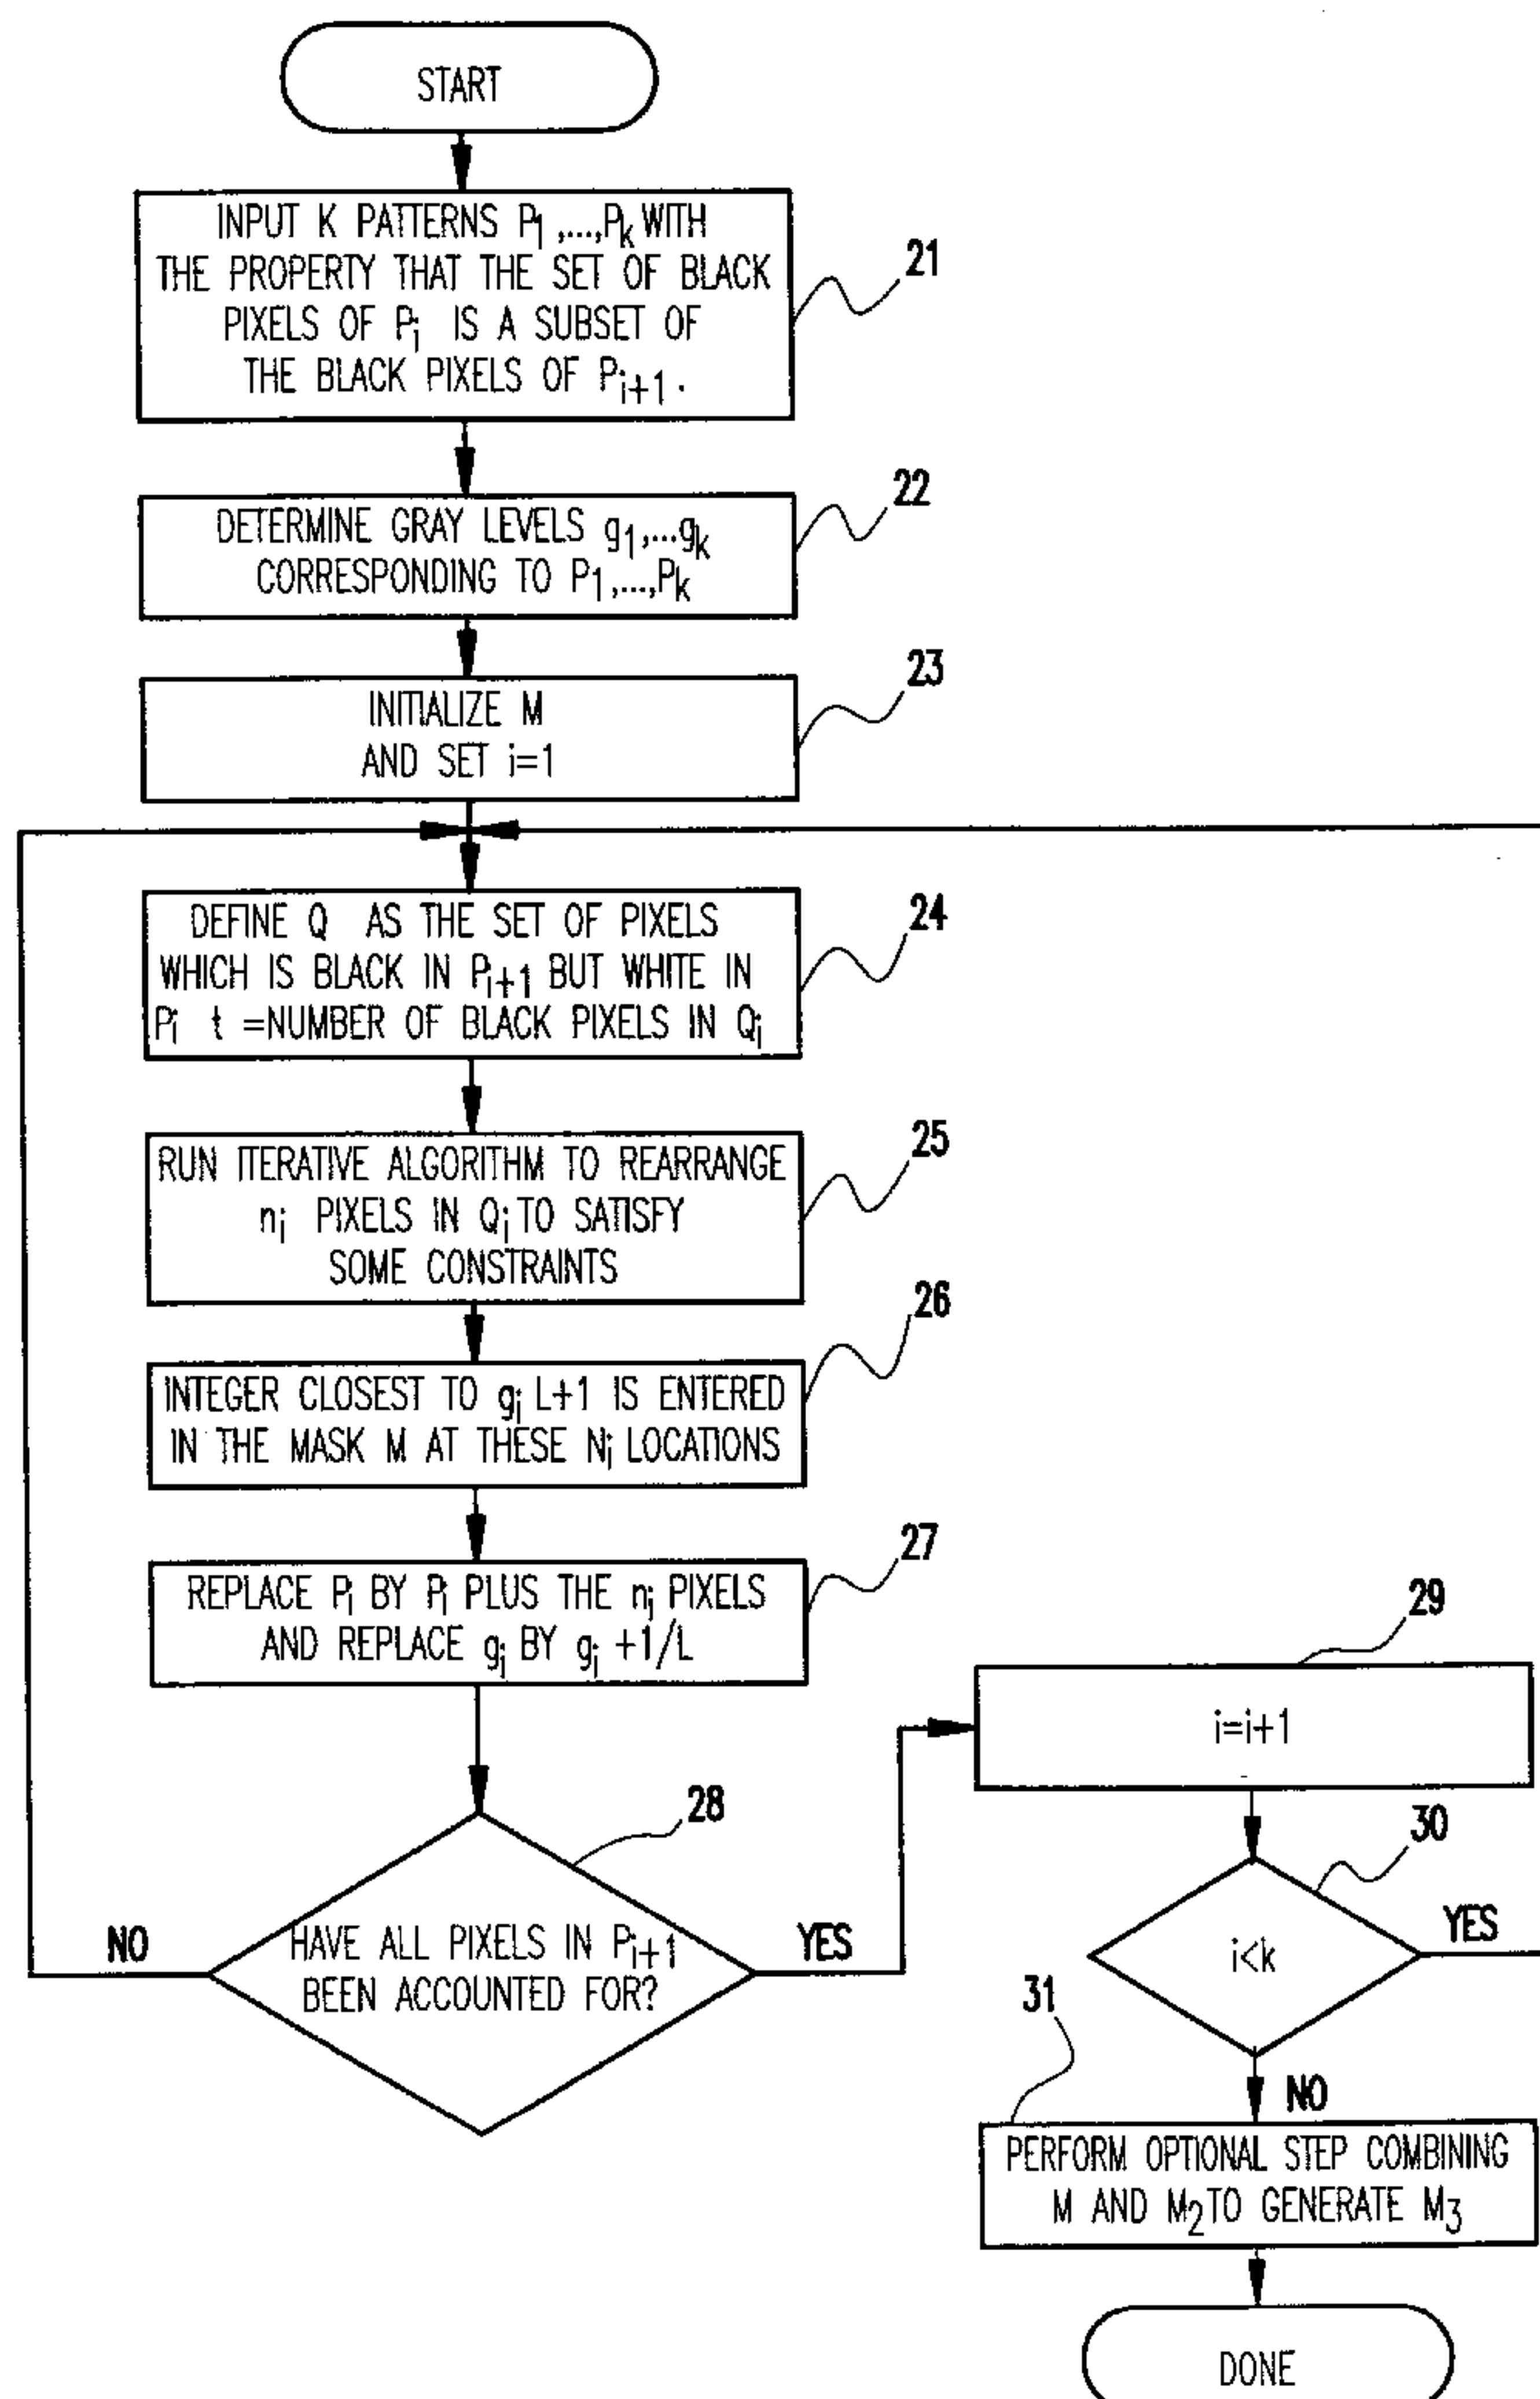 START
INPUT K PATTERNS P1,...,Pk WITH
THE PROPERTY THAT THE SET OF BLACK
PIXELS OF Pi IS A SUBSET OF
THE BLACK PIXELS OF Pi+1.
21
DETERMINE GRAY LEVELS g1,...gk
CORRESPONDING TO P1,...,Pk
22
INITIALIZE M
AND SET i=1
23
DEFINE Q AS THE SET OF PIXELS
WHICH IS BLACK IN Pi+1 BUT WHITE IN
Pi t =NUMBER OF BLACK PIXELS IN Qi
24
RUN ITERATIVE ALGORITHM TO REARRANGE
ni PIXELS IN Qi TO SATISFY
SOME CONSTRAINTS
25
INTEGER CLOSEST TO gi L+1 IS ENTERED
IN THE MASK M AT THESE Ni LOCATIONS
26
REPLACE Pi BY Pi PLUS THE ni PIXELS
AND REPLACE gi BY gi +1/L
27
HAVE ALL PIXELS IN Pi+1
BEEN ACCOUNTED FOR?
28
NO
YES
29
i=i+1
30
i<k
YES
NO
31
PERFORM OPTIONAL STEP COMBINING
M AND M2 TO GENERATE M3
DONE